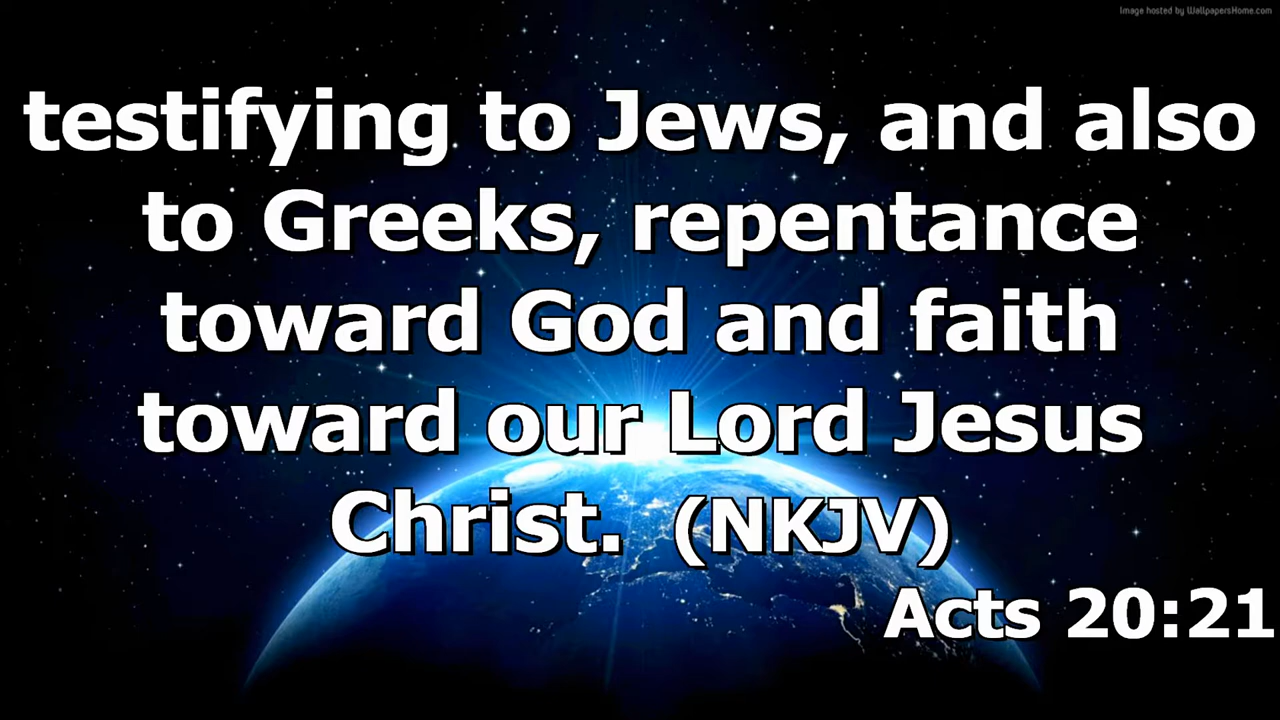 Image hosted by WallpapersHome.com
testifying to Jews, and also
to Greeks, repentance
toward God and faith
toward our Lord Jesus
Christ. (NKJV)
Acts 20:21